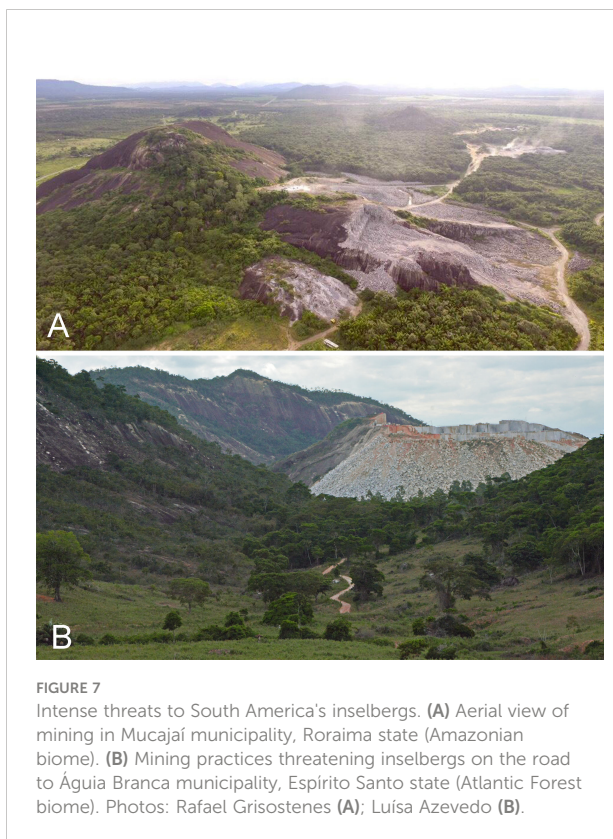 A
B
FIGURE 7
Intense threats to South America's inselbergs. (A) Aerial view of
mining in Mucajaí municipality, Roraima state (Amazonian
biome). (B) Mining practices threatening inselbergs on the road
to Águia Branca municipality, Espírito Santo state (Atlantic Forest
biome). Photos: Rafael Grisostenes (A); Luísa Azevedo (B).